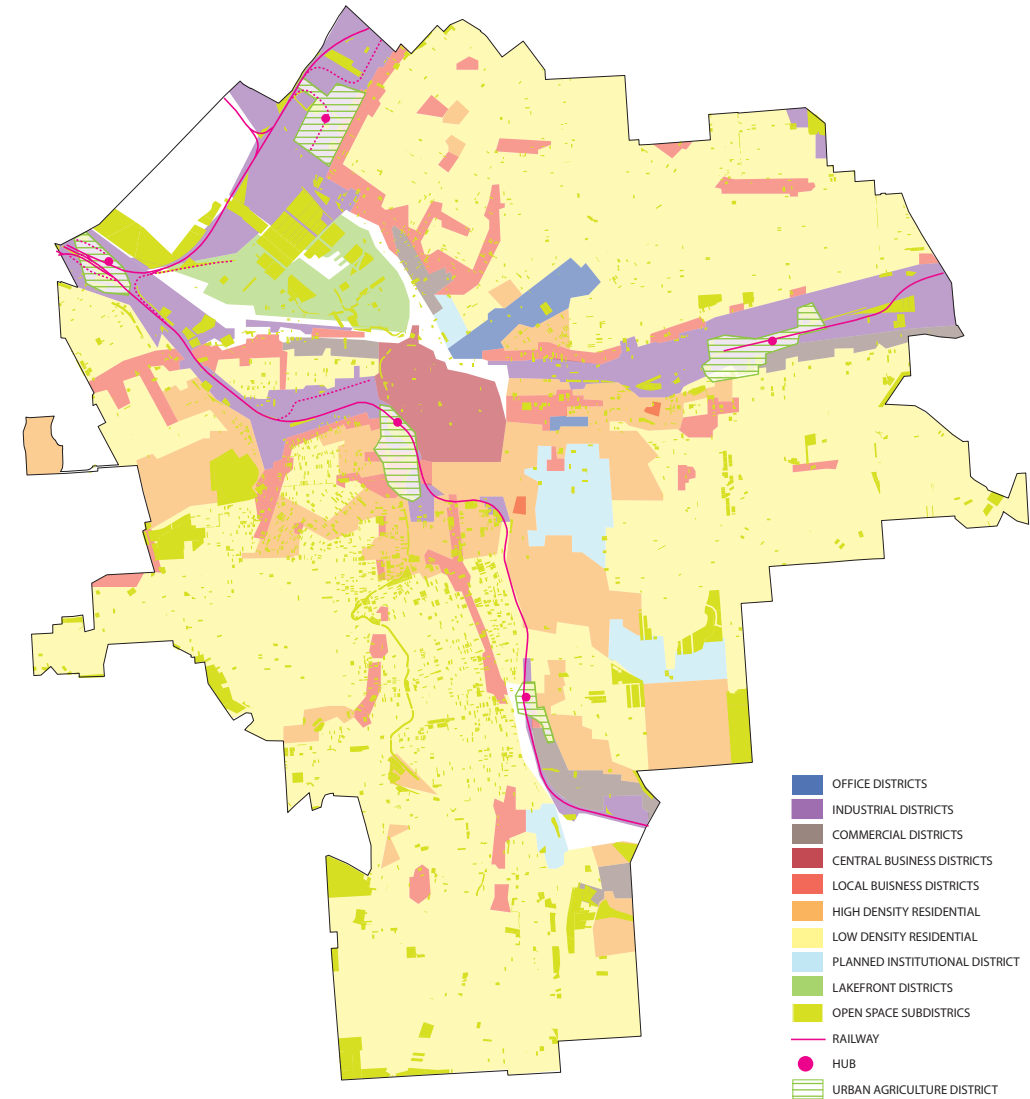 OFFICE DISTRICTS
INDUSTRIAL DISTRICTS
COMMERCIAL DISTRICTS
CENTRAL BUSINESS DISTRICTS
LOCAL BUISNESS DISTRICTS
HIGH DENSITY RESIDENTIAL
LOW DENSITY RESIDENTIAL
PLANNED INSTITUTIONAL DISTRICT
LAKEFRONT DISTRICTS
OPEN SPACE SUBDISTRICS
RAILWAY
HUB
URBAN AGRICULTURE DISTRICT